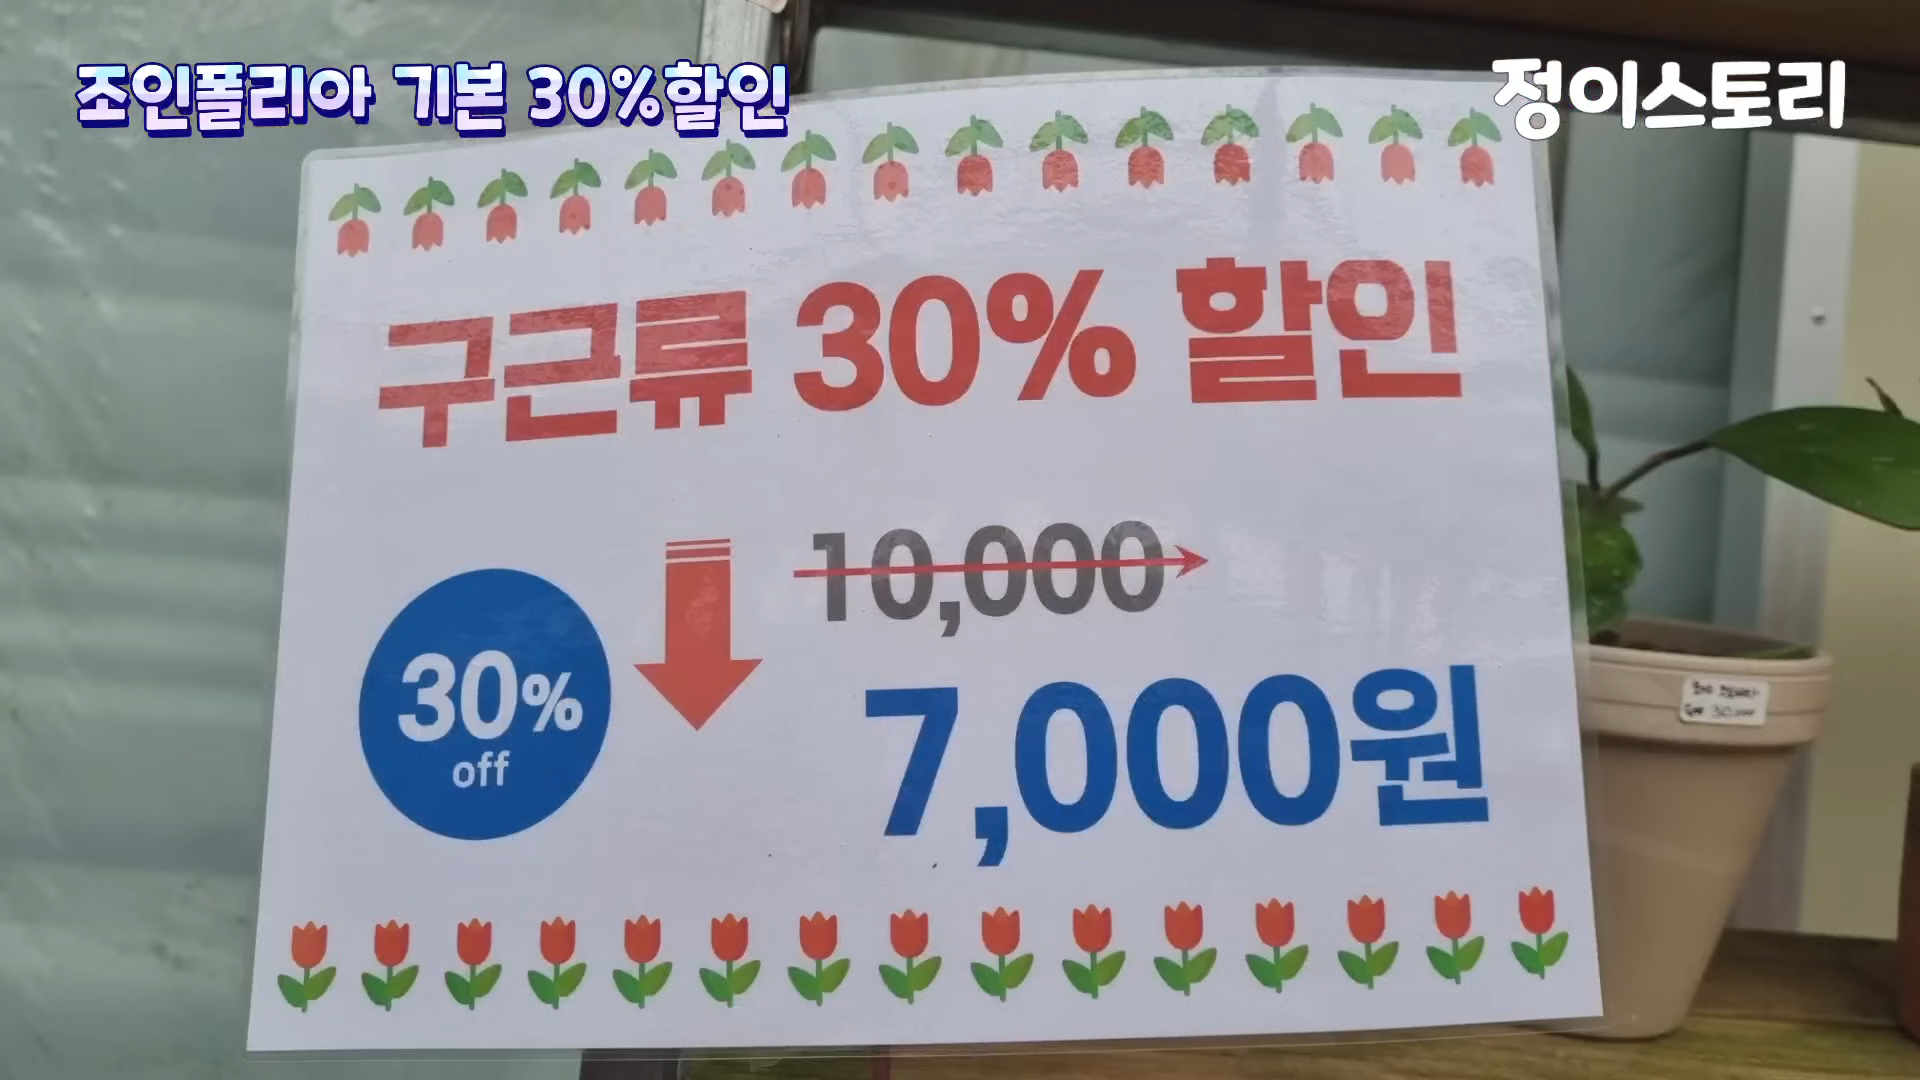 조인폴리아 기본 30%할인
정이스토리
구근류 30% 할인
10,000
30%
off
7,000원